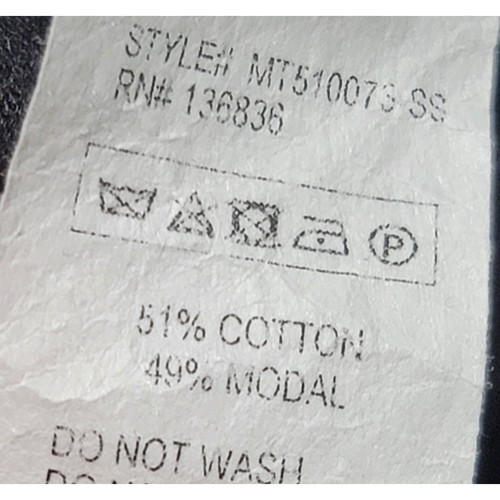 STYLE# MT510073-SS
RN# 136836
P
51% COTTON
49% MODAL
DO NOT WASH